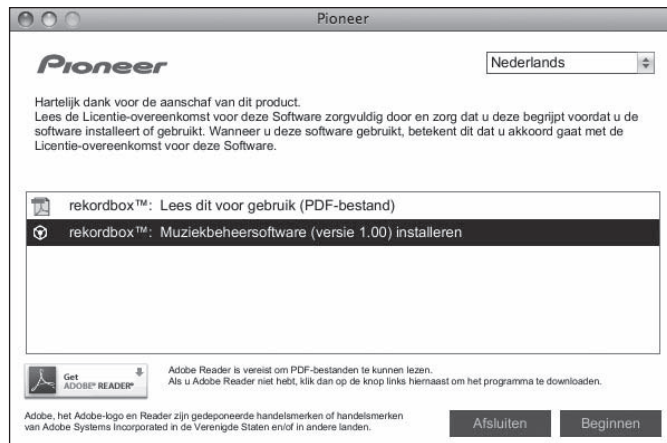 Pioneer
Pioneer
Nederlands
Hartelijk dank voor de aanschaf van dit product.
Lees de Licentie-overeenkomst voor deze Software zorgvuldig door en zorg dat u deze begrijpt voordat u de
software installeert of gebruikt. Wanneer u deze software gebruikt, betekent dit dat u akkoord gaat met de
Licentie-overeenkomst voor deze Software.
rekordbox™: Lees dit voor gebruik (PDF-bestand)
rekordbox™: Muziekbeheersoftware (versie 1.00) installeren
Get
ADOBE® READER®
Adobe Reader is vereist om PDF-bestanden te kunnen lezen.
Als u Adobe Reader niet hebt, klik dan op de knop links hiernaast om het programma te downloaden.
Adobe, het Adobe-logo en Reader zijn gedeponeerde handelsmerken of handelsmerken
van Adobe Systems Incorporated in de Verenigde Staten en/of in andere landen.
Afsluiten
Beginnen